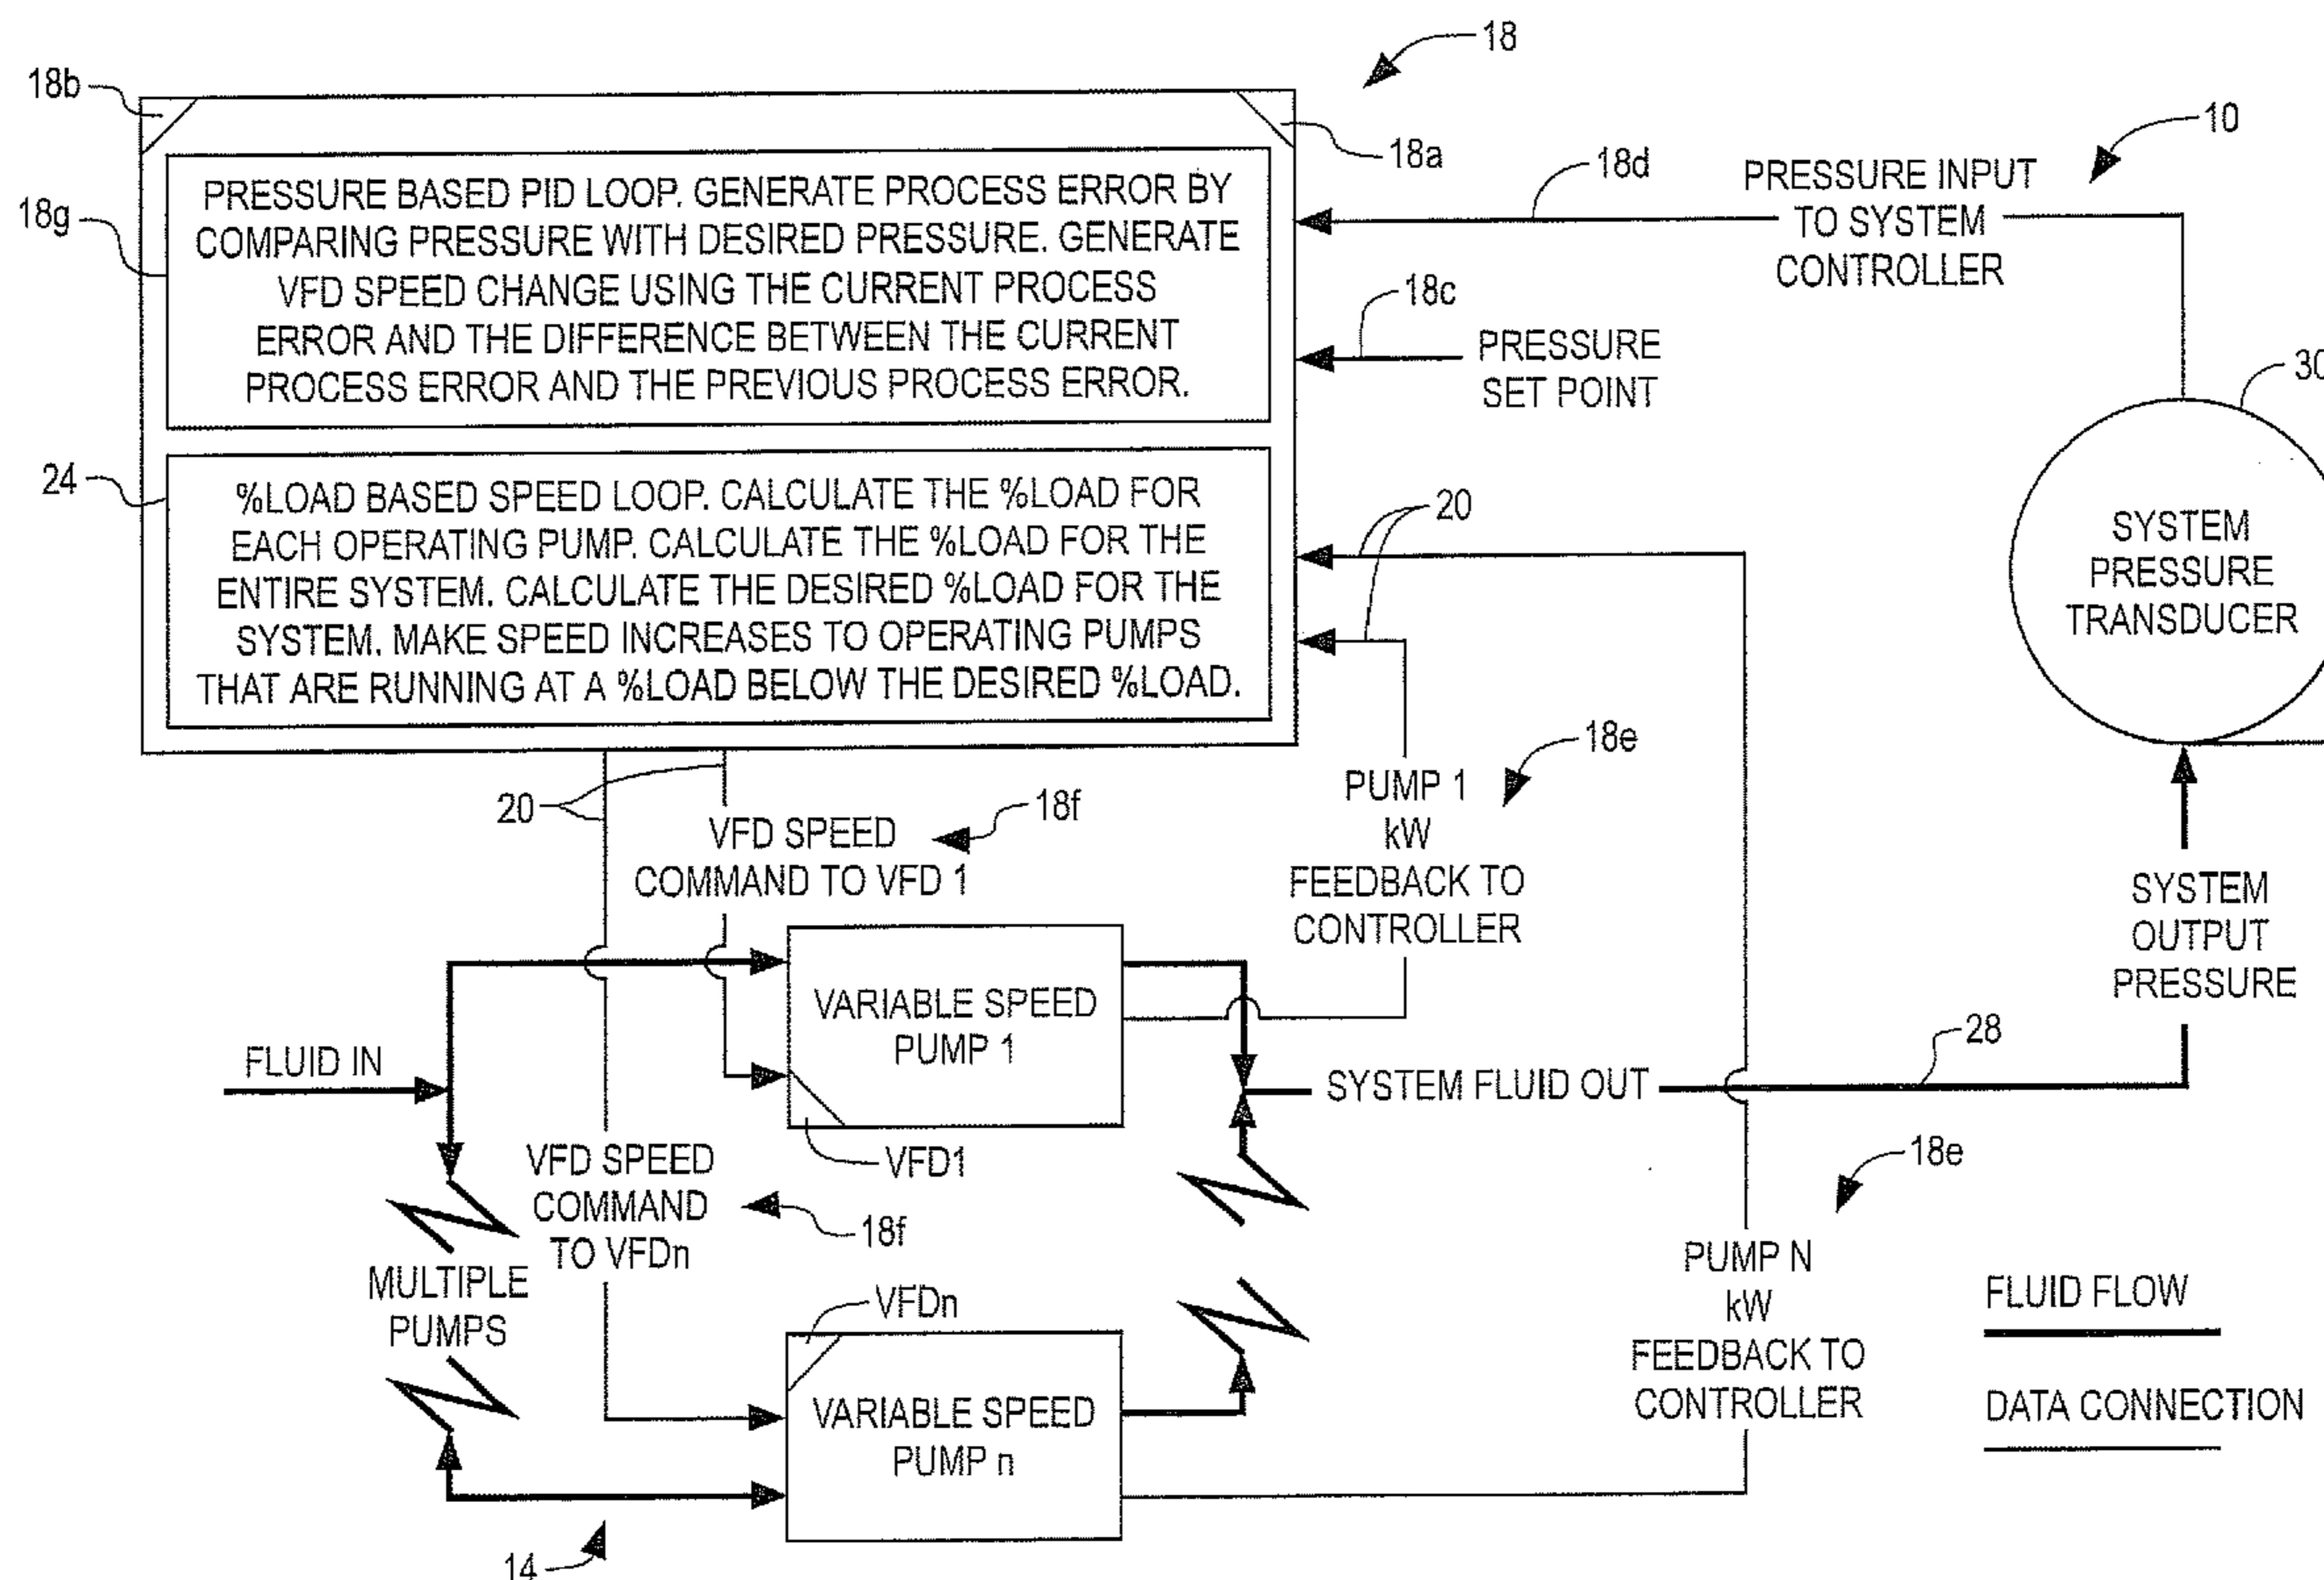 18
18b
10
18a
18d
PRESSURE INPUT
TO SYSTEM
CONTROLLER
18g
PRESSURE BASED PID LOOP. GENERATE PROCESS ERROR BY
COMPARING PRESSURE WITH DESIRED PRESSURE. GENERATE
VFD SPEED CHANGE USING THE CURRENT PROCESS
ERROR AND THE DIFFERENCE BETWEEN THE CURRENT
PROCESS ERROR AND THE PREVIOUS PROCESS ERROR.
18c
PRESSURE
SET POINT
30
24
%LOAD BASED SPEED LOOP. CALCULATE THE %LOAD FOR
EACH OPERATING PUMP. CALCULATE THE %LOAD FOR THE
ENTIRE SYSTEM. CALCULATE THE DESIRED %LOAD FOR THE
SYSTEM. MAKE SPEED INCREASES TO OPERATING PUMPS
THAT ARE RUNNING AT A %LOAD BELOW THE DESIRED %LOAD.
20
SYSTEM
PRESSURE
TRANSDUCER
18e
PUMP 1
kW
FEEDBACK TO
CONTROLLER
20
18f
VFD SPEED
COMMAND TO VFD 1
SYSTEM
OUTPUT
PRESSURE
VARIABLE SPEED
PUMP 1
FLUID IN
SYSTEM FLUID OUT
28
VFD1
VFD SPEED
COMMAND
TO VFDn
18f
18e
MULTIPLE
PUMPS
VFDn
PUMP N
kW
FEEDBACK TO
CONTROLLER
FLUID FLOW
DATA CONNECTION
VARIABLE SPEED
PUMP n
14